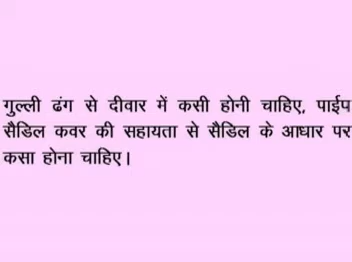 गुल्ली ढंग से दीवार में कसी होनी चाहिए, पाईप
सैडिल कवर की सहायता से सैडिल के आधार पर
कसा होना चाहिए।